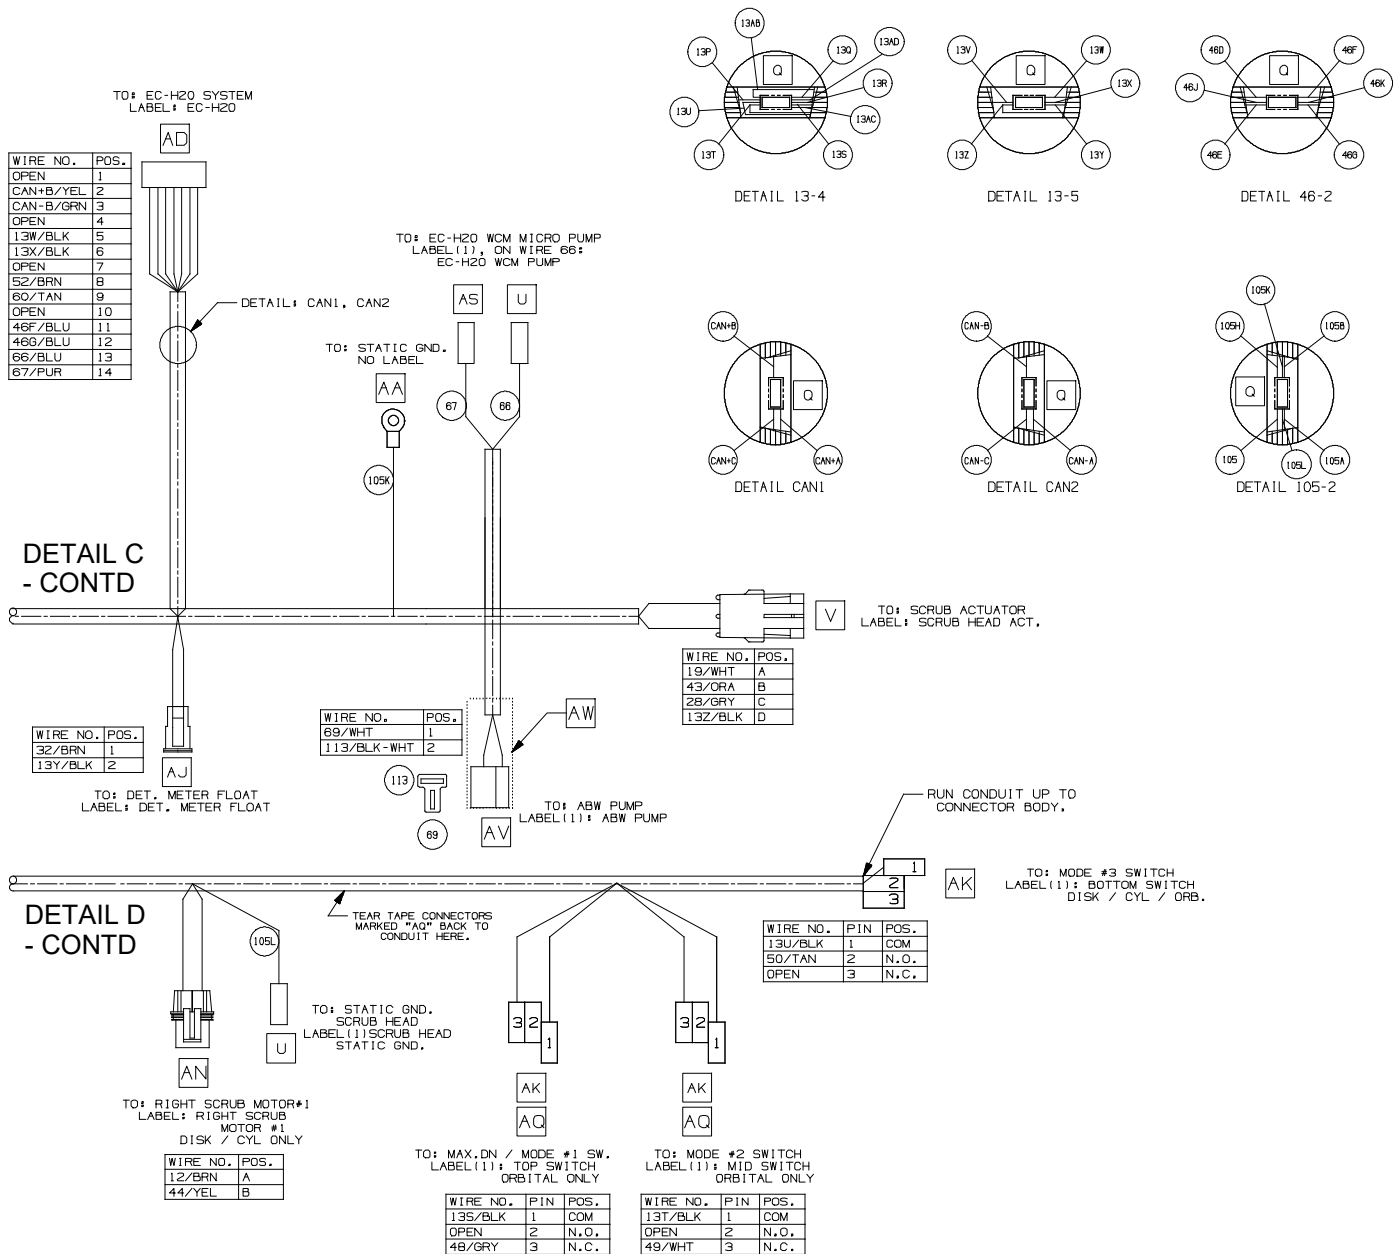 TO: EC-H2O SYSTEM
LABEL: EC-H2O
AD
WIRE NO. POS.
OPEN 1
CAN+B/YEL 2
CAN-B/GRN 3
OPEN 4
13W/BLK 5
13X/BLK 6
OPEN 7
52/BRN 8
60/TAN 9
OPEN 10
46F/BLU 11
46G/BLU 12
66/BLU 13
67/PUR 14
DETAIL: CAN1, CAN2
TO: EC-H2O WCM MICRO PUMP
LABEL(1), ON WIRE 66:
EC-H2O WCM PUMP
AS U
TO: STATIC GND.
NO LABEL
AA
67 66
105K
13AB
13P 13Q 13AD
Q
13R
13U 13AC
13T 13S
DETAIL 13-4
13V 13W
Q
13X
13Z 13Y
DETAIL 13-5
46D 46F
Q
46J 46K
46E 46G
DETAIL 46-2
CAN+B
Q
CAN+C CAN+A
DETAIL CAN1
CAN-B
Q
CAN-C CAN-A
DETAIL CAN2
105K
105H 105B
Q
105 105L 105A
DETAIL 105-2
DETAIL C
- CONTD
V
TO: SCRUB ACTUATOR
LABEL: SCRUB HEAD ACT.
WIRE NO. POS.
19/WHT A
43/ORA B
28/GRY C
13Z/BLK D
WIRE NO. POS.
32/BRN 1
13Y/BLK 2
AJ
TO: DET. METER FLOAT
LABEL: DET. METER FLOAT
WIRE NO. POS.
69/WHT 1
113/BLK-WHT 2
AW
113
69
AV
TO: ABW PUMP
LABEL(1): ABW PUMP
RUN CONDUIT UP TO
CONNECTOR BODY.
1
2
3
AK
TO: MODE #3 SWITCH
LABEL(1): BOTTOM SWITCH
DISK / CYL / ORB.
WIRE NO. PIN POS.
13U/BLK 1 COM
50/TAN 2 N.O.
OPEN 3 N.C.
DETAIL D
- CONTD
TEAR TAPE CONNECTORS
MARKED "AQ" BACK TO
CONDUIT HERE.
105L
TO: STATIC GND.
SCRUB HEAD
LABEL(1)SCRUB HEAD
STATIC GND.
U
AN
TO: RIGHT SCRUB MOTOR#1
LABEL: RIGHT SCRUB
MOTOR #1
DISK / CYL ONLY
WIRE NO. POS.
12/BRN A
44/YEL B
3 2 1
AK
AQ
TO: MAX.DN / MODE #1 SW.
LABEL(1): TOP SWITCH
ORBITAL ONLY
WIRE NO. PIN POS.
13S/BLK 1 COM
OPEN 2 N.O.
48/GRY 3 N.C.
3 2 1
AK
AQ
TO: MODE #2 SWITCH
LABEL(1): MID SWITCH
ORBITAL ONLY
WIRE NO. PIN POS.
13T/BLK 1 COM
OPEN 2 N.O.
49/WHT 3 N.C.